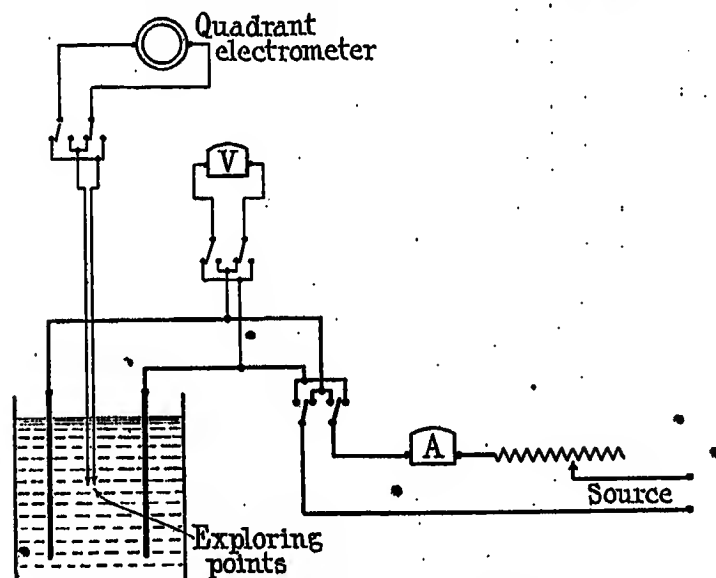 Quadrant
electrometer
V
A
Source
Exploring
points